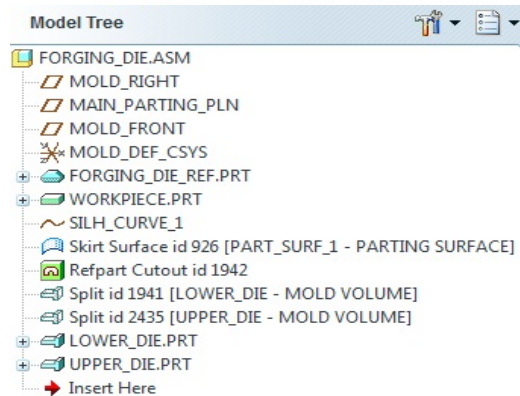 Model Tree
FORGING_DIE.ASM
MOLD_RIGHT
MAIN_PARTING_PLN
MOLD_FRONT
MOLD_DEF_CSYS
FORGING_DIE_REF.PRT
WORKPIECE.PRT
SILH_CURVE_1
Skirt Surface id 926 [PART_SURF_1 - PARTING SURFACE]
Refpart Cutout id 1942
Split id 1941 [LOWER_DIE - MOLD VOLUME]
Split id 2435 [UPPER_DIE - MOLD VOLUME]
LOWER_DIE.PRT
UPPER_DIE.PRT
Insert Here